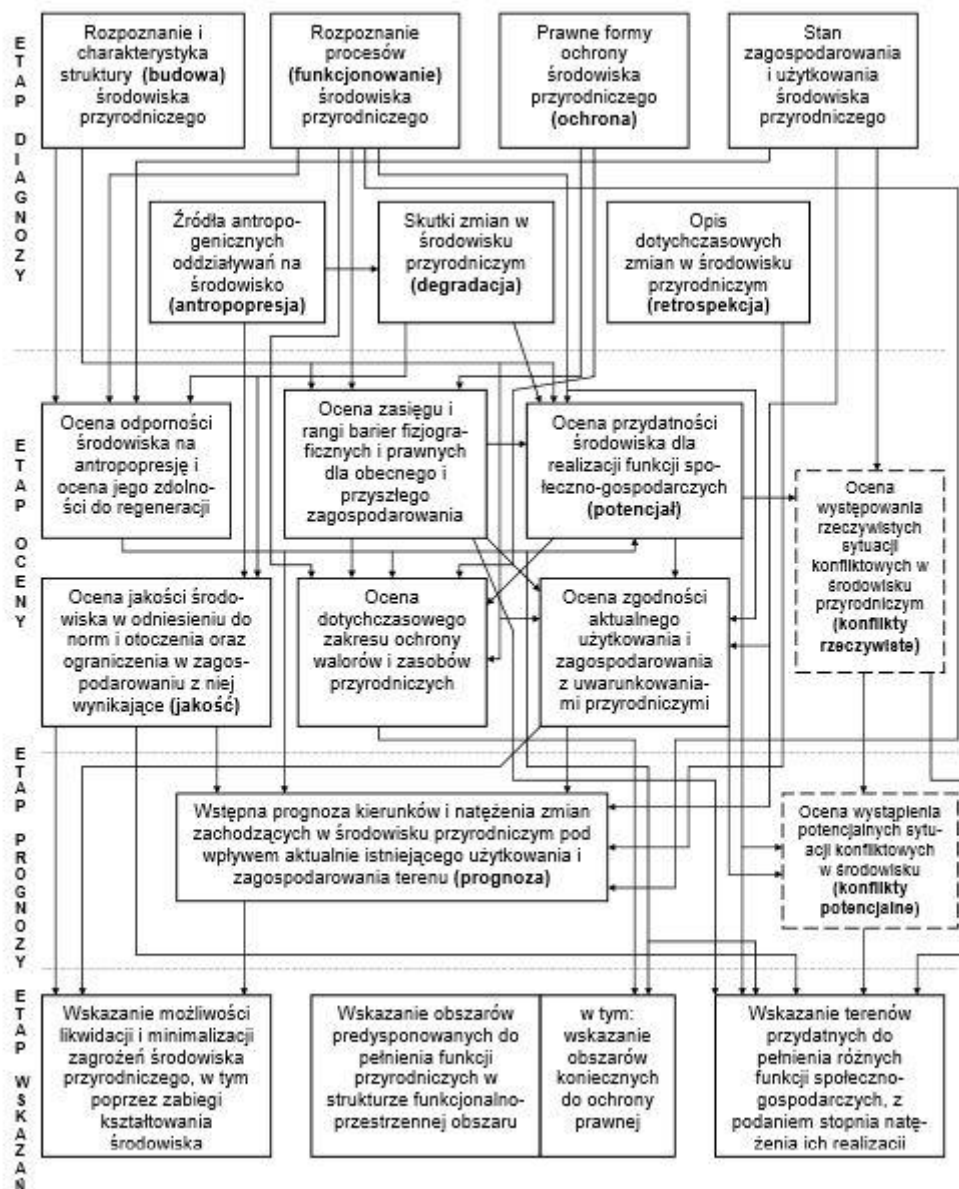 ETAP DIAGNOZY
Rozpoznanie i
charakterystyka
struktury (budowa)
środowiska
przyrodniczego
Rozpoznanie
procesów
(funkcjonowanie)
środowiska
przyrodniczego
Prawne formy
ochrony
środowiska
przyrodniczego
(ochrona)
Stan
zagospodarowania
i użytkowania
środowiska
przyrodniczego
Źródła antropo-
genicznych
oddziaływań na
środowisko
(antropopresja)
Skutki zmian w
środowisku
przyrodniczym
(degradacja)
Opis
dotychczasowych
zmian w środowisku
przyrodniczym
(retrospekcja)
ETAP OCENY
Ocena odporności
środowiska na
antropopresję i
ocena jego zdolno-
ści do regeneracji
Ocena zasięgu i
rangi barier fizjogra-
ficznych i prawnych
dla obecnego i
przyszłego
zagospodarowania
Ocena przydatności
środowiska dla
realizacji funkcji spo-
łeczno-gospodarczych
(potencjał)
Ocena
występowania
rzeczywistych
sytuacji
konfliktowych w
środowisku
przyrodniczym
(konflikty
rzeczywiste)
Ocena jakości środo-
wiska w odniesieniu do
norm i otoczenia oraz
ograniczenia w zagos-
podarowaniu z niej
wynikające (jakość)
Ocena
dotychczasowego
zakresu ochrony
walorów i zasobów
przyrodniczych
Ocena zgodności
aktualnego
użytkowania i
zagospodarowania
z uwarunkowania-
mi przyrodniczymi
ETAP PROGNOZY
Wstępna prognoza kierunków i natężenia zmian
zachodzących w środowisku przyrodniczym pod
wpływem aktualnie istniejącego użytkowania i
zagospodarowania terenu (prognoza)
Ocena wystąpienia
potencjalnych sytu-
acji konfliktowych
w środowisku
(konflikty
potencjalne)
ETAP WSKAZAŃ
Wskazanie możliwości
likwidacji i minimalizacji
zagrożeń środowiska
przyrodniczego, w tym
poprzez zabiegi
kształtowania
środowiska
Wskazanie obszarów
predysponowanych do
pełnienia funkcji
przyrodniczych w
strukturze funkcjonalno-
przestrzennej obszaru
w tym:
wskazanie
obszarów
koniecznych
do ochrony
prawnej
Wskazanie terenów
przydatnych do
pełnienia różnych
funkcji społeczno-
gospodarczych, z
podaniem stopnia natę-
żenia ich realizacji